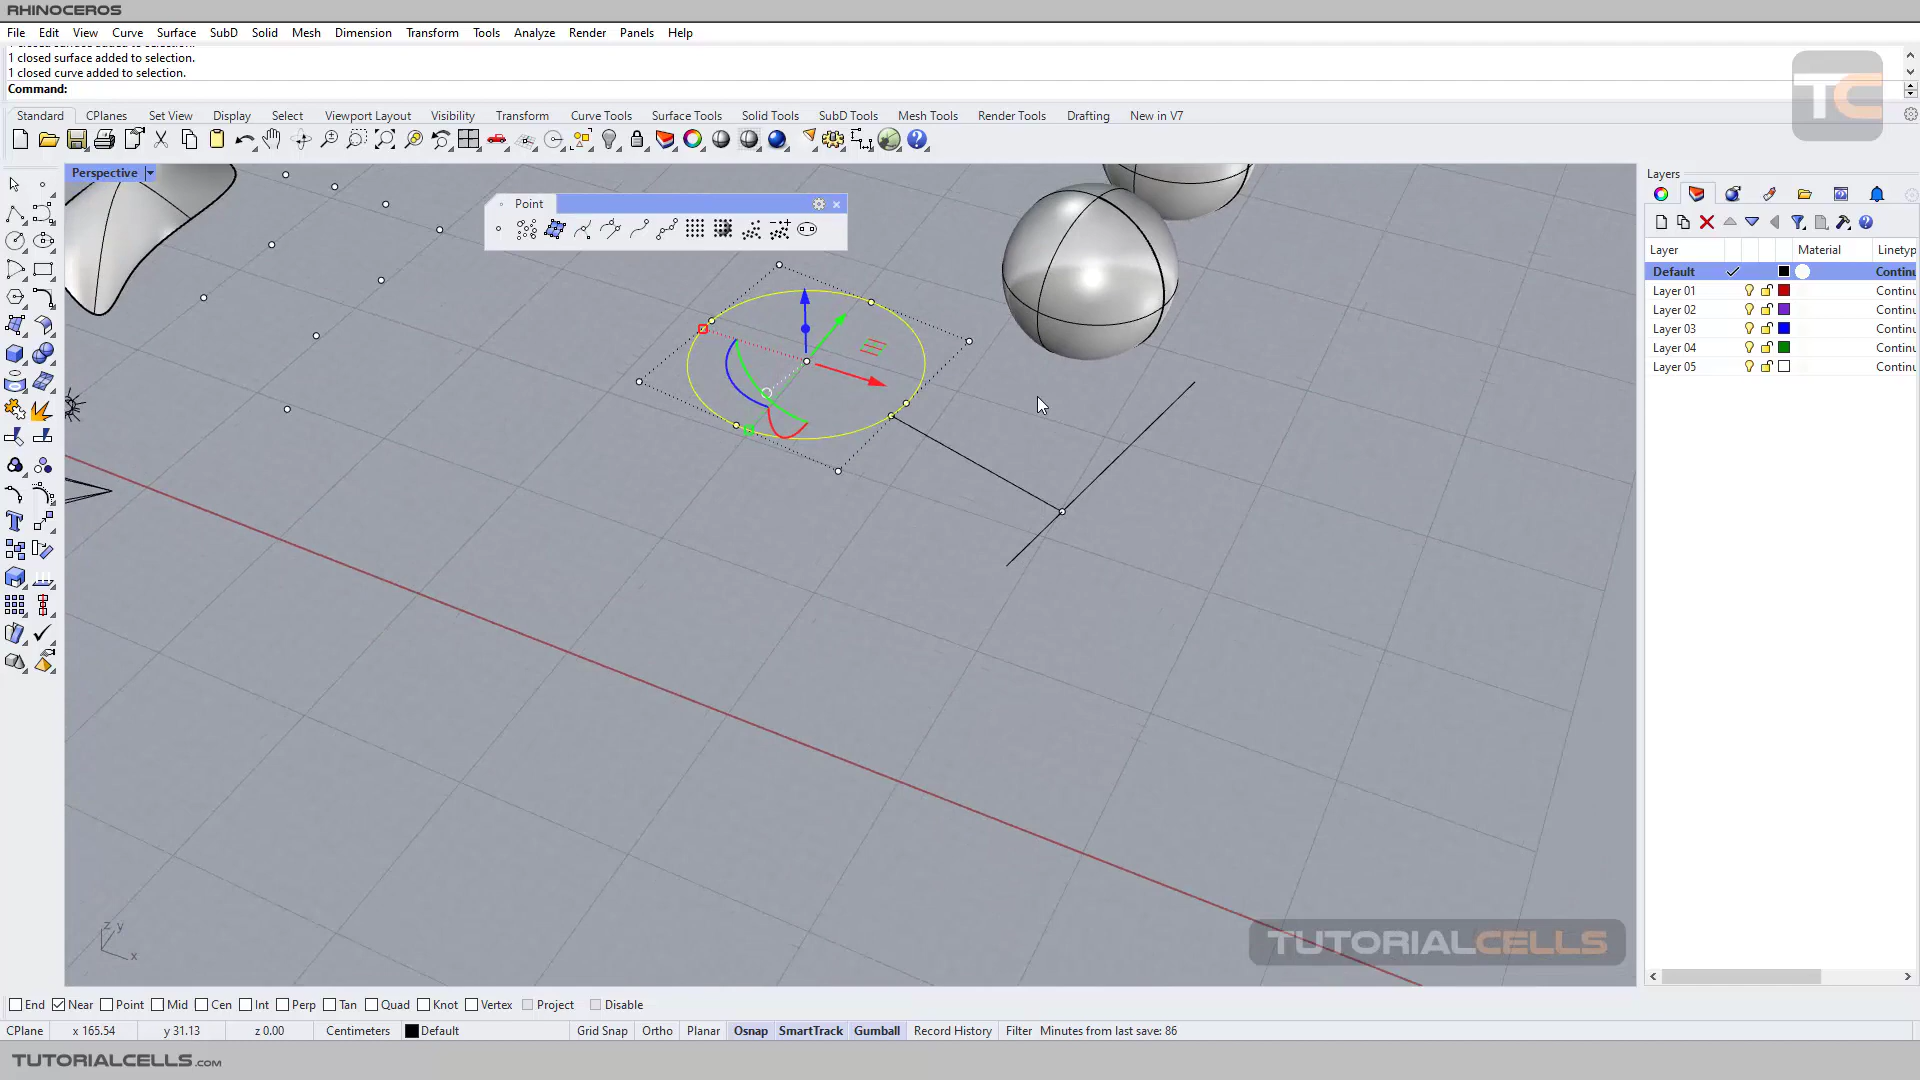 RHINOCEROS
File Edit View Curve Surface SubD Solid Mesh Dimension Transform Tools Analyze Render Panels Help
1 closed surface added to selection.
1 closed curve added to selection.
Command:
TC
Standard CPlanes Set View Display Select Viewport Layout Visibility Transform Curve Tools Surface Tools Solid Tools SubD Tools Mesh Tools Render Tools Drafting New in V7
Perspective
Point
Layers
Layer Material Linetyp
Default Continu
Layer 01 Continu
Layer 02 Continu
Layer 03 Continu
Layer 04 Continu
Layer 05 Continu
z y
x
TUTORIALCELLS
End Near Point Mid Cen Int Perp Tan Quad Knot Vertex Project Disable
CPlane x 165.54 y 31.13 z 0.00 Centimeters Default Grid Snap Ortho Planar Osnap SmartTrack Gumball Record History Filter Minutes from last save: 86
TUTORIALCELLS.COM